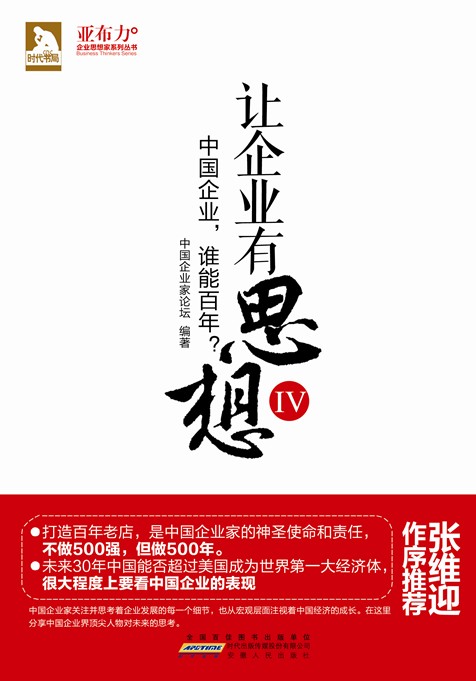 时代书局
亚布力
企业思想家系列丛书
Business Thinkers Series
让企业有思想
IV
中国企业，谁能百年？
中国企业家论坛 编著
●打造百年老店，是中国企业家的神圣使命和责任，
不做500强，但做500年。
●未来30年中国能否超过美国成为世界第一大经济体，
很大程度上要看中国企业的表现
张维迎
作序推荐
中国企业家关注并思考着企业发展的每一个细节，也从宏观层面注视着中国经济的成长。在这里
分享中国企业界顶尖人物对未来的思考。
全国百佳图书出版单位
ARCTIME 时代出版传媒股份有限公司
安徽人民出版社